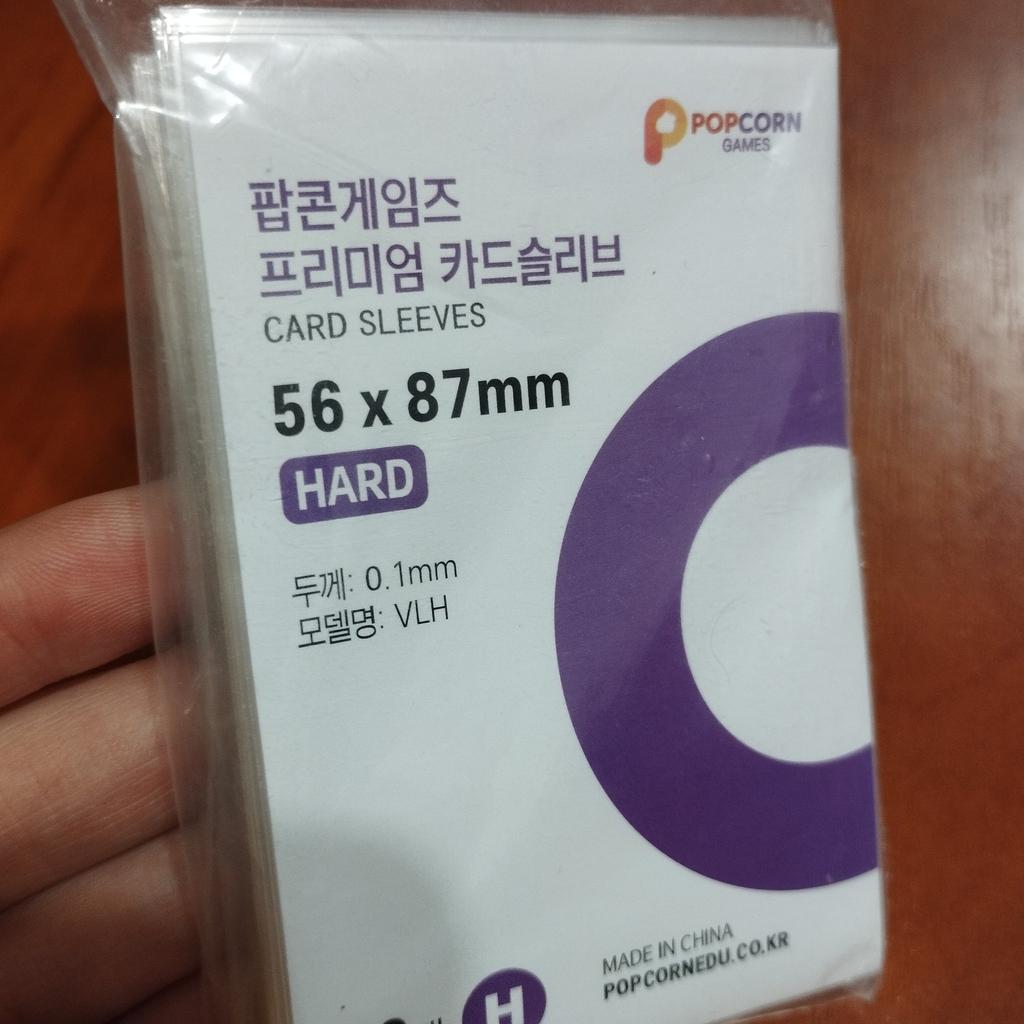 POPCORN
GAMES
팝콘게임즈
프리미엄 카드슬리브
CARD SLEEVES
56 x 87mm
HARD
두께: 0.1mm
모델명: VLH
MADE IN CHINA
POPCORNEDU.CO.KR
H